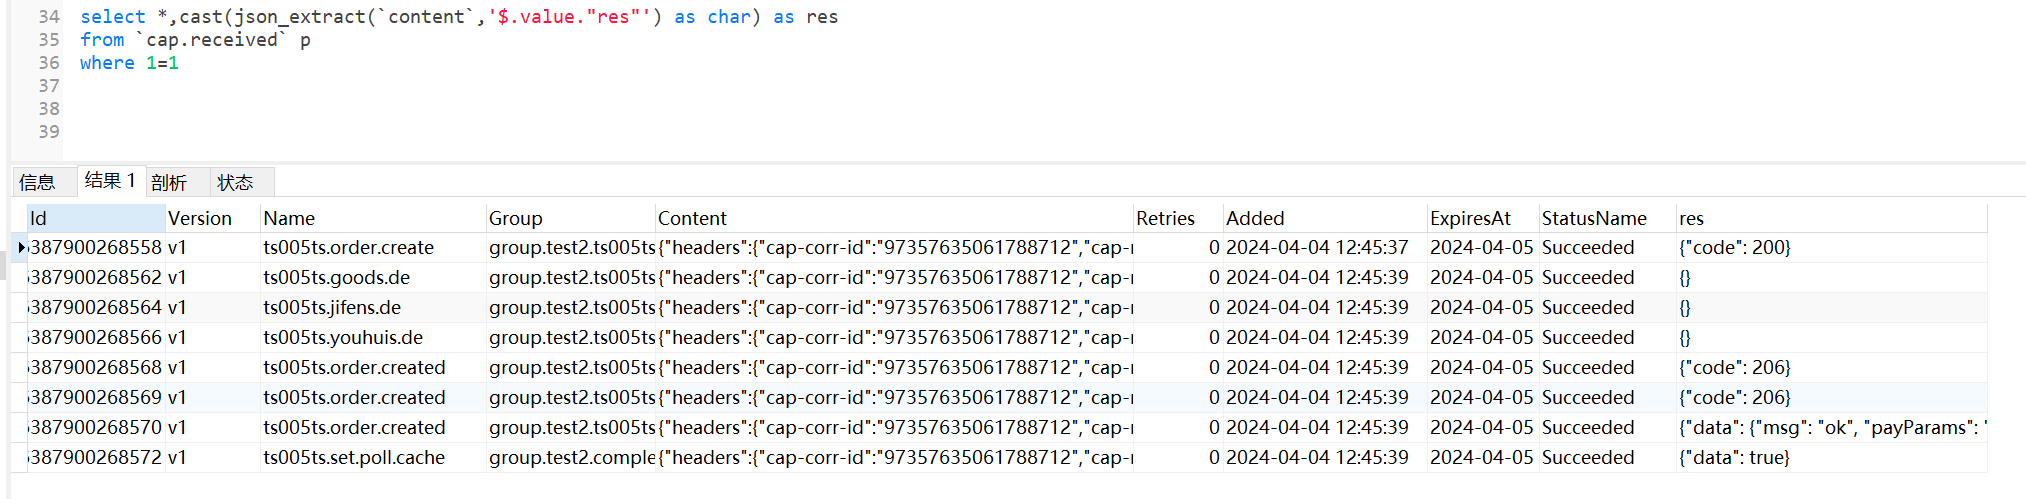 34 select *,cast(json_extract(`content`,'$.value."res"') as char) as res
35 from `cap.received` p
36 where 1=1
37
38
39
信息 结果 1 剖析 状态
Id Version Name Group Content Retries Added ExpiresAt StatusName res
387900268558 v1 ts005ts.order.create group.test2.ts005ts {"headers":{"cap-corr-id":"97357635061788712","cap-r 0 2024-04-04 12:45:37 2024-04-05 Succeeded {"code": 200}
387900268562 v1 ts005ts.goods.de group.test2.ts005ts {"headers":{"cap-corr-id":"97357635061788712","cap-r 0 2024-04-04 12:45:39 2024-04-05 Succeeded {}
387900268564 v1 ts005ts.jifens.de group.test2.ts005ts {"headers":{"cap-corr-id":"97357635061788712","cap-r 0 2024-04-04 12:45:39 2024-04-05 Succeeded {}
387900268566 v1 ts005ts.youhuis.de group.test2.ts005ts {"headers":{"cap-corr-id":"97357635061788712","cap-r 0 2024-04-04 12:45:39 2024-04-05 Succeeded {}
387900268568 v1 ts005ts.order.created group.test2.ts005ts {"headers":{"cap-corr-id":"97357635061788712","cap-r 0 2024-04-04 12:45:39 2024-04-05 Succeeded {"code": 206}
387900268569 v1 ts005ts.order.created group.test2.ts005ts {"headers":{"cap-corr-id":"97357635061788712","cap-r 0 2024-04-04 12:45:39 2024-04-05 Succeeded {"code": 206}
387900268570 v1 ts005ts.order.created group.test2.ts005ts {"headers":{"cap-corr-id":"97357635061788712","cap-r 0 2024-04-04 12:45:39 2024-04-05 Succeeded {"data": {"msg": "ok", "payParams": "
387900268572 v1 ts005ts.set.poll.cache group.test2.comple {"headers":{"cap-corr-id":"97357635061788712","cap-r 0 2024-04-04 12:45:39 2024-04-05 Succeeded {"data": true}